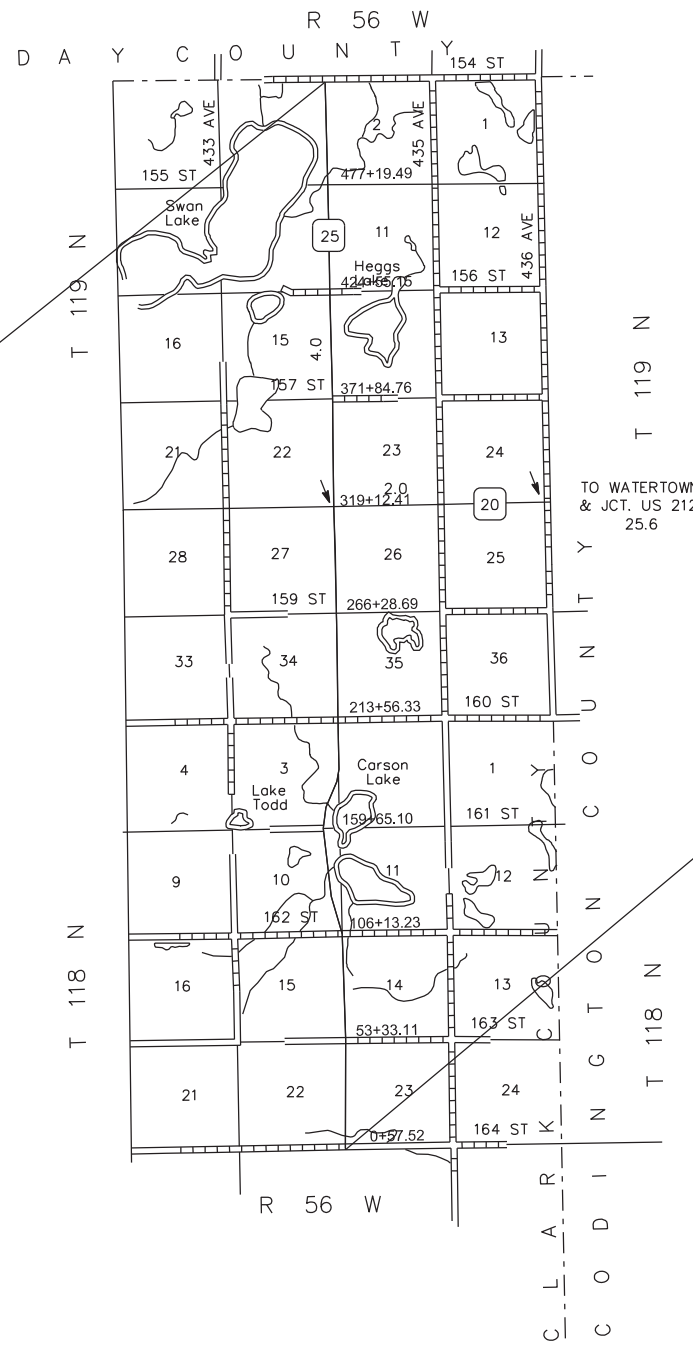 R 56 W
D A Y C O U N T Y
154 ST
433 AVE
435 AVE
2
1
155 ST
477+19.49
Swan
Lake
25
11
12
436 AVE
T 119 N
Heggs
Lake
156 ST
424+55.15
16
15
4.0
13
T 119 N
157 ST
371+84.76
21
22
23
24
2.0
319+12.41
20
TO WATERTOWN
& JCT. US 212
25.6
28
27
26
25
159 ST
266+28.69
33
34
35
36
213+56.33
160 ST
4
3
Carson
Lake
1
Lake
Todd
159+65.10
161 ST
9
10
11
12
162 ST
106+13.23
T 118 N
16
15
14
13
T 118 N
53+33.11
163 ST
21
22
23
24
0+57.52
164 ST
R 56 W
C L A R K C O U N T Y
C O D I N G T O N C O U N T Y